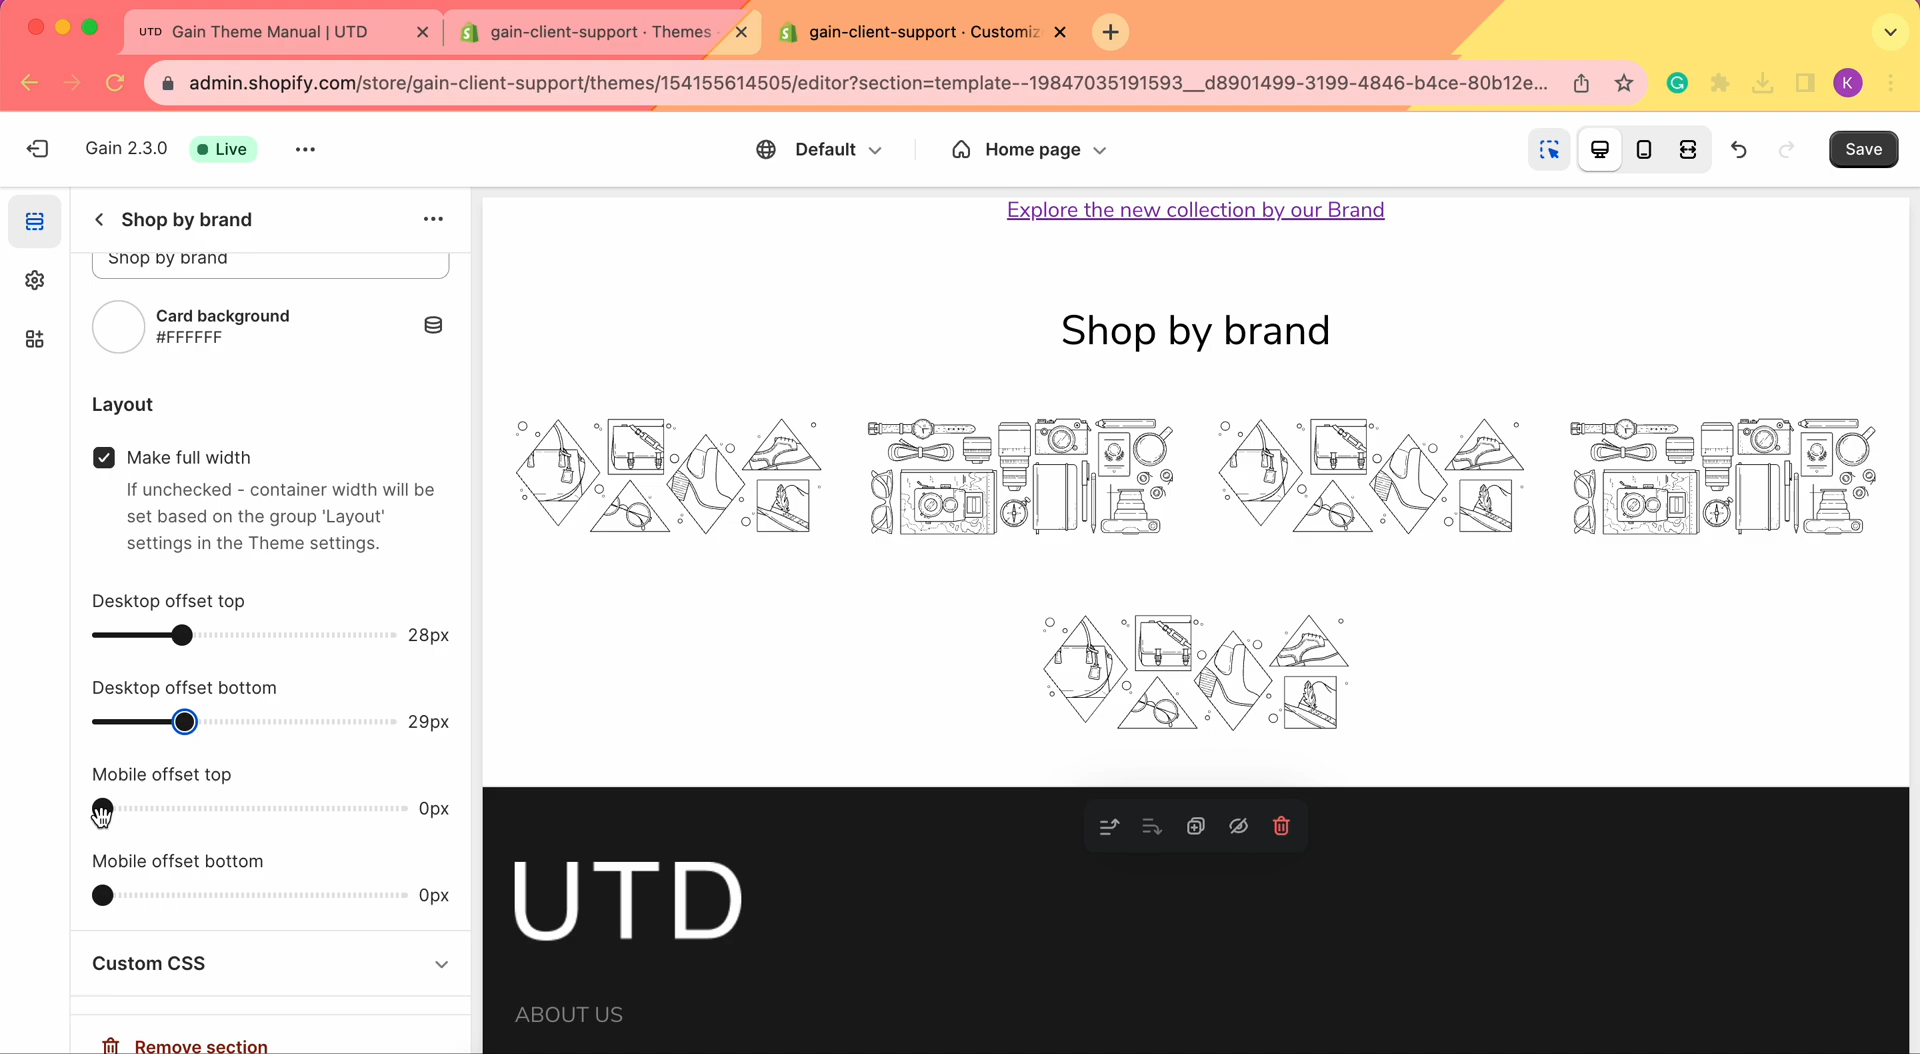 UTD Gain Theme Manual | UTD
gain-client-support · Themes ·
gain-client-support · Customiz
admin.shopify.com/store/gain-client-support/themes/154155614505/editor?section=template--19847035191593__d8901499-3199-4846-b4ce-80b12e...
K
Gain 2.3.0
Live
Default
Home page
Save
Shop by brand
Shop by brand
Card background
#FFFFFF
Layout
Make full width
If unchecked - container width will be
set based on the group 'Layout'
settings in the Theme settings.
Desktop offset top
28px
Desktop offset bottom
29px
Mobile offset top
0px
Mobile offset bottom
0px
Custom CSS
Remove section
Explore the new collection by our Brand
Shop by brand
UTD
ABOUT US